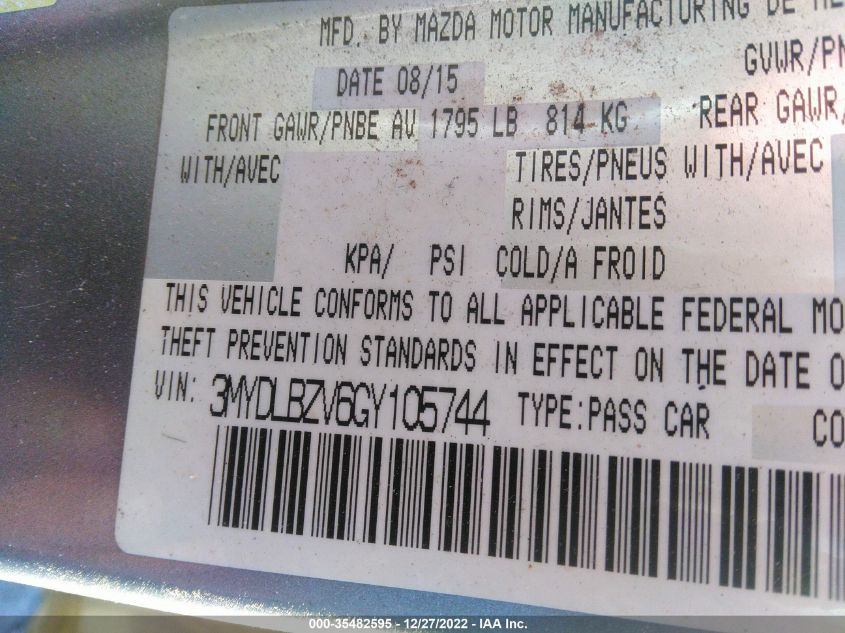 MFD. BY MAZDA MOTOR MANUFACTURING DE
DATE 08/15
GVWR/PN
FRONT GAWR/PNBE AV 1795 LB 814 KG REAR GAWR/
WITH/AVEC TIRES/PNEUS WITH/AVEC
RIMS/JANTES
KPA/ PSI COLD/A FROID
THIS VEHICLE CONFORMS TO ALL APPLICABLE FEDERAL MO
THEFT PREVENTION STANDARDS IN EFFECT ON THE DATE O
VIN: 3MYDLBZV6GY105744 TYPE:PASS CAR CO
000-35482595 - 12/27/2022 - IAA Inc.